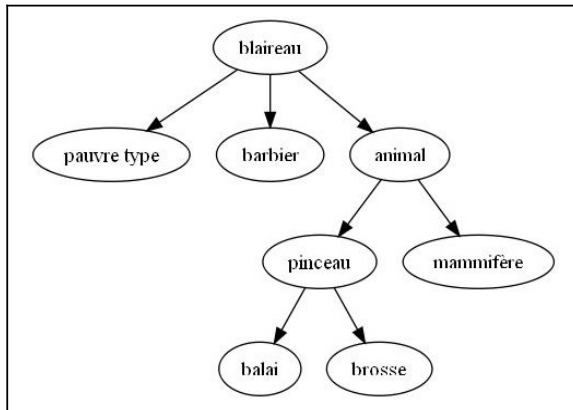 blaireau
pauvre type
barbier
animal
pinceau
mammifère
balai
brosse